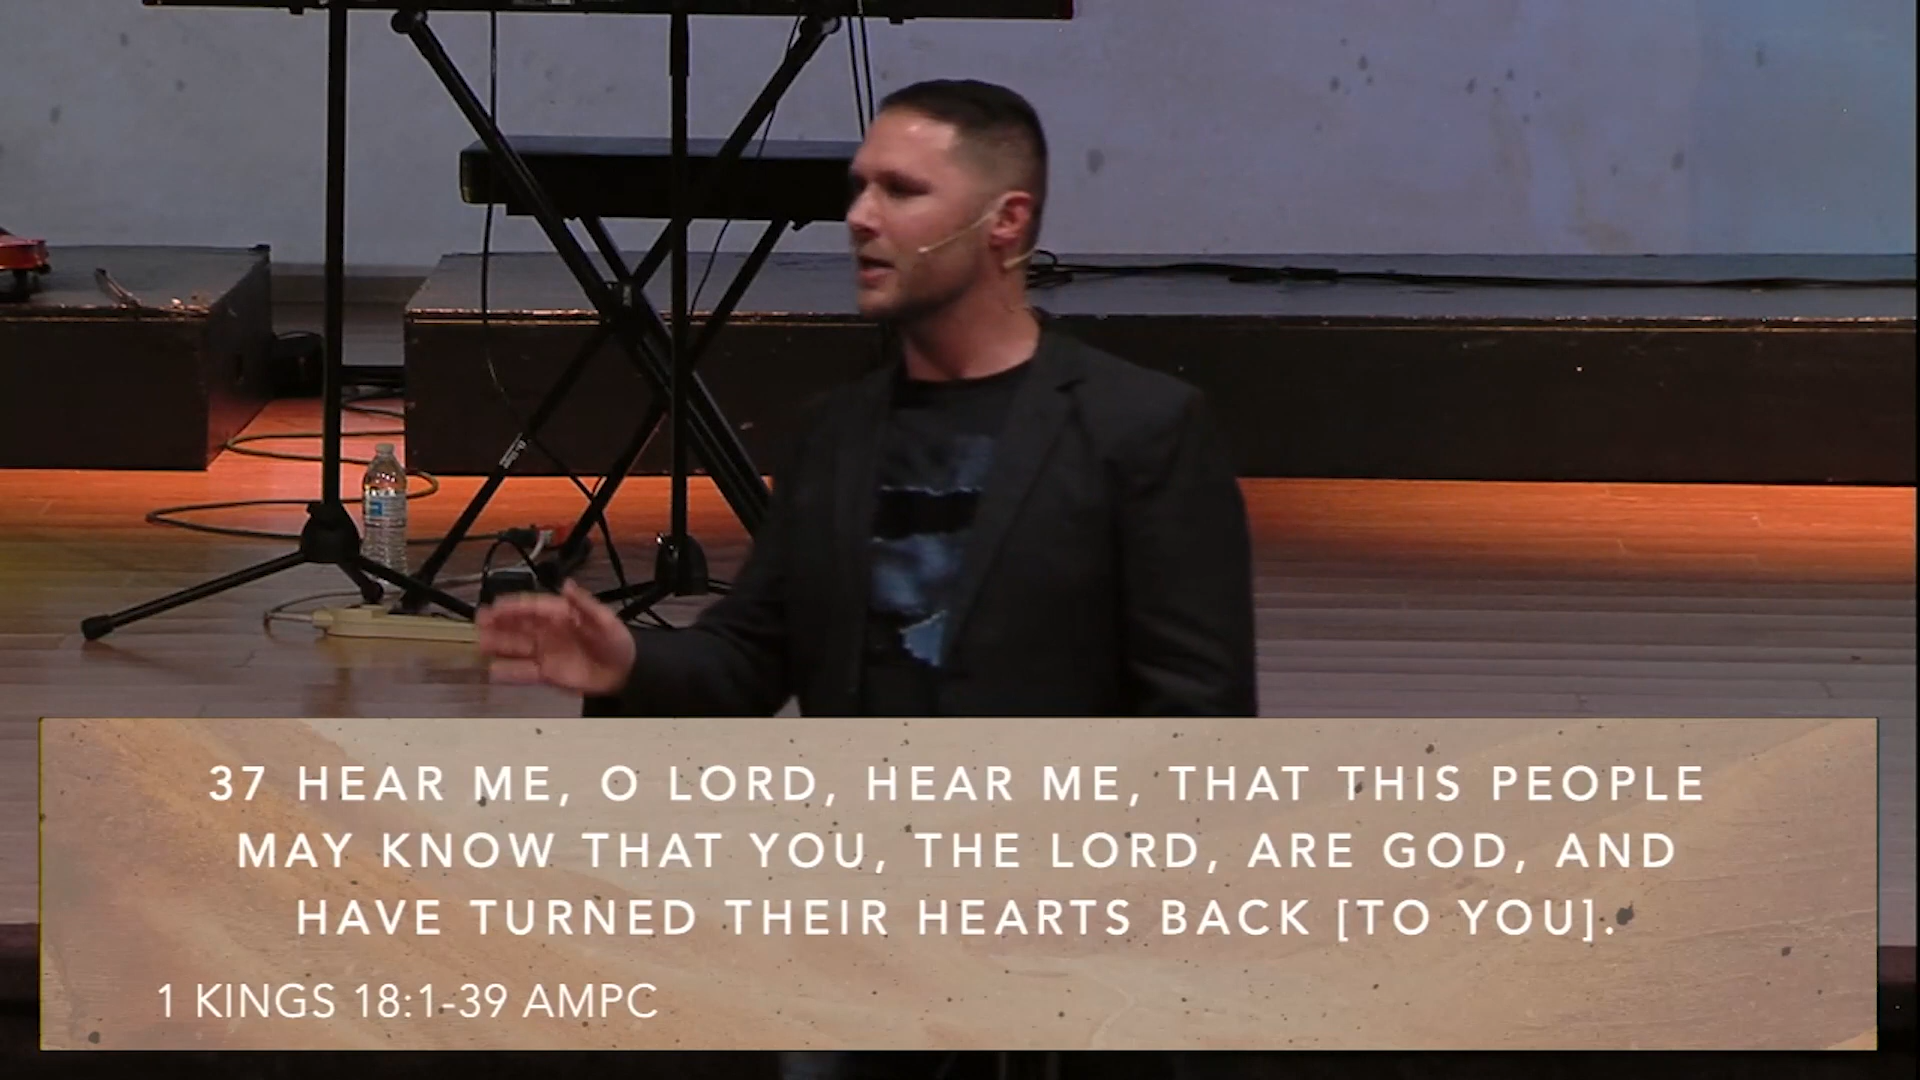 37 HEAR ME, O LORD, HEAR ME, THAT THIS PEOPLE
MAY KNOW THAT YOU, THE LORD, ARE GOD, AND
HAVE TURNED THEIR HEARTS BACK [TO YOU].
1 KINGS 18:1-39 AMPC